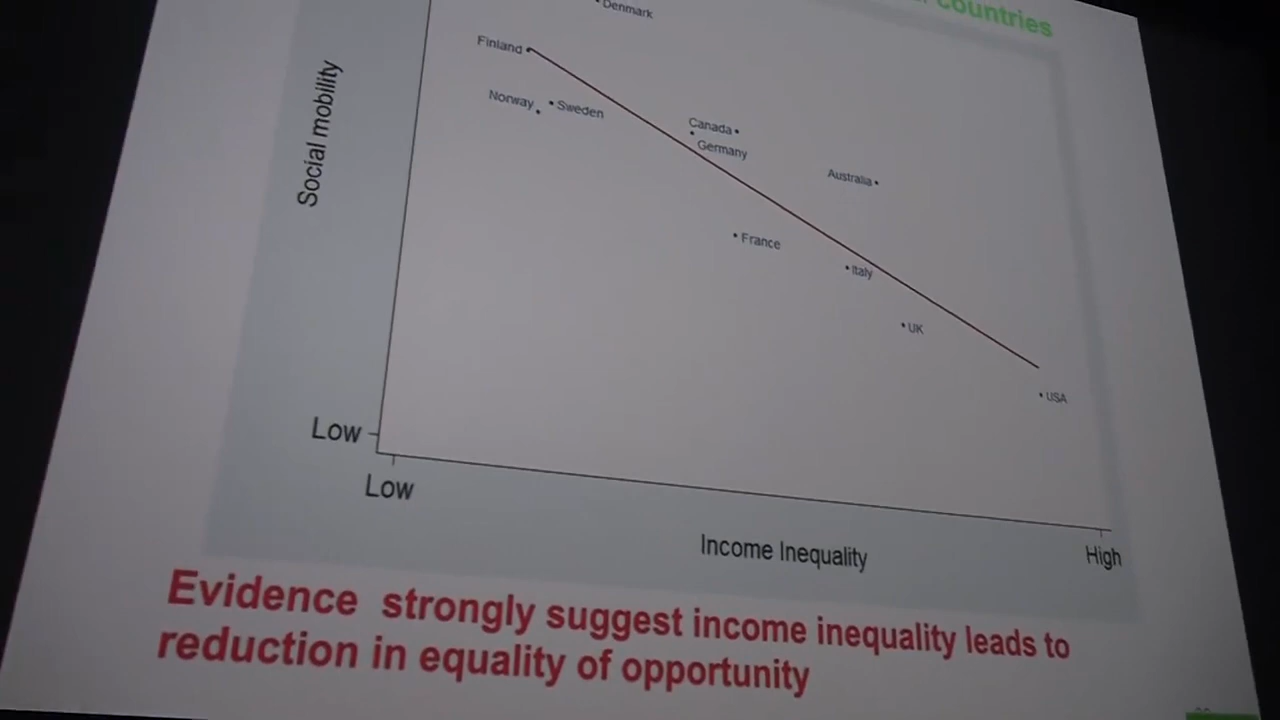 countries
Denmark
Finland
Norway
Sweden
Canada
Germany
Australia
France
Italy
UK
USA
Social mobility
Low
Low
Income Inequality
High
Evidence strongly suggest income inequality leads to
reduction in equality of opportunity